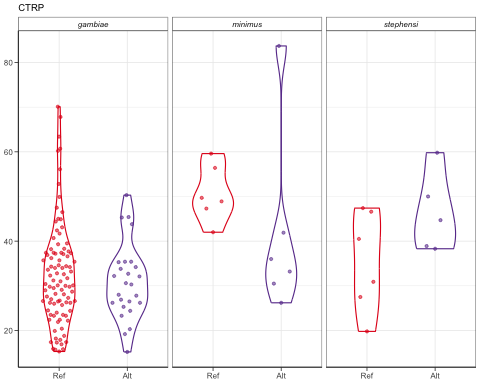 CTRP
gambiae minimus stephensi
80
60
40
20
Ref Alt Ref Alt Ref Alt